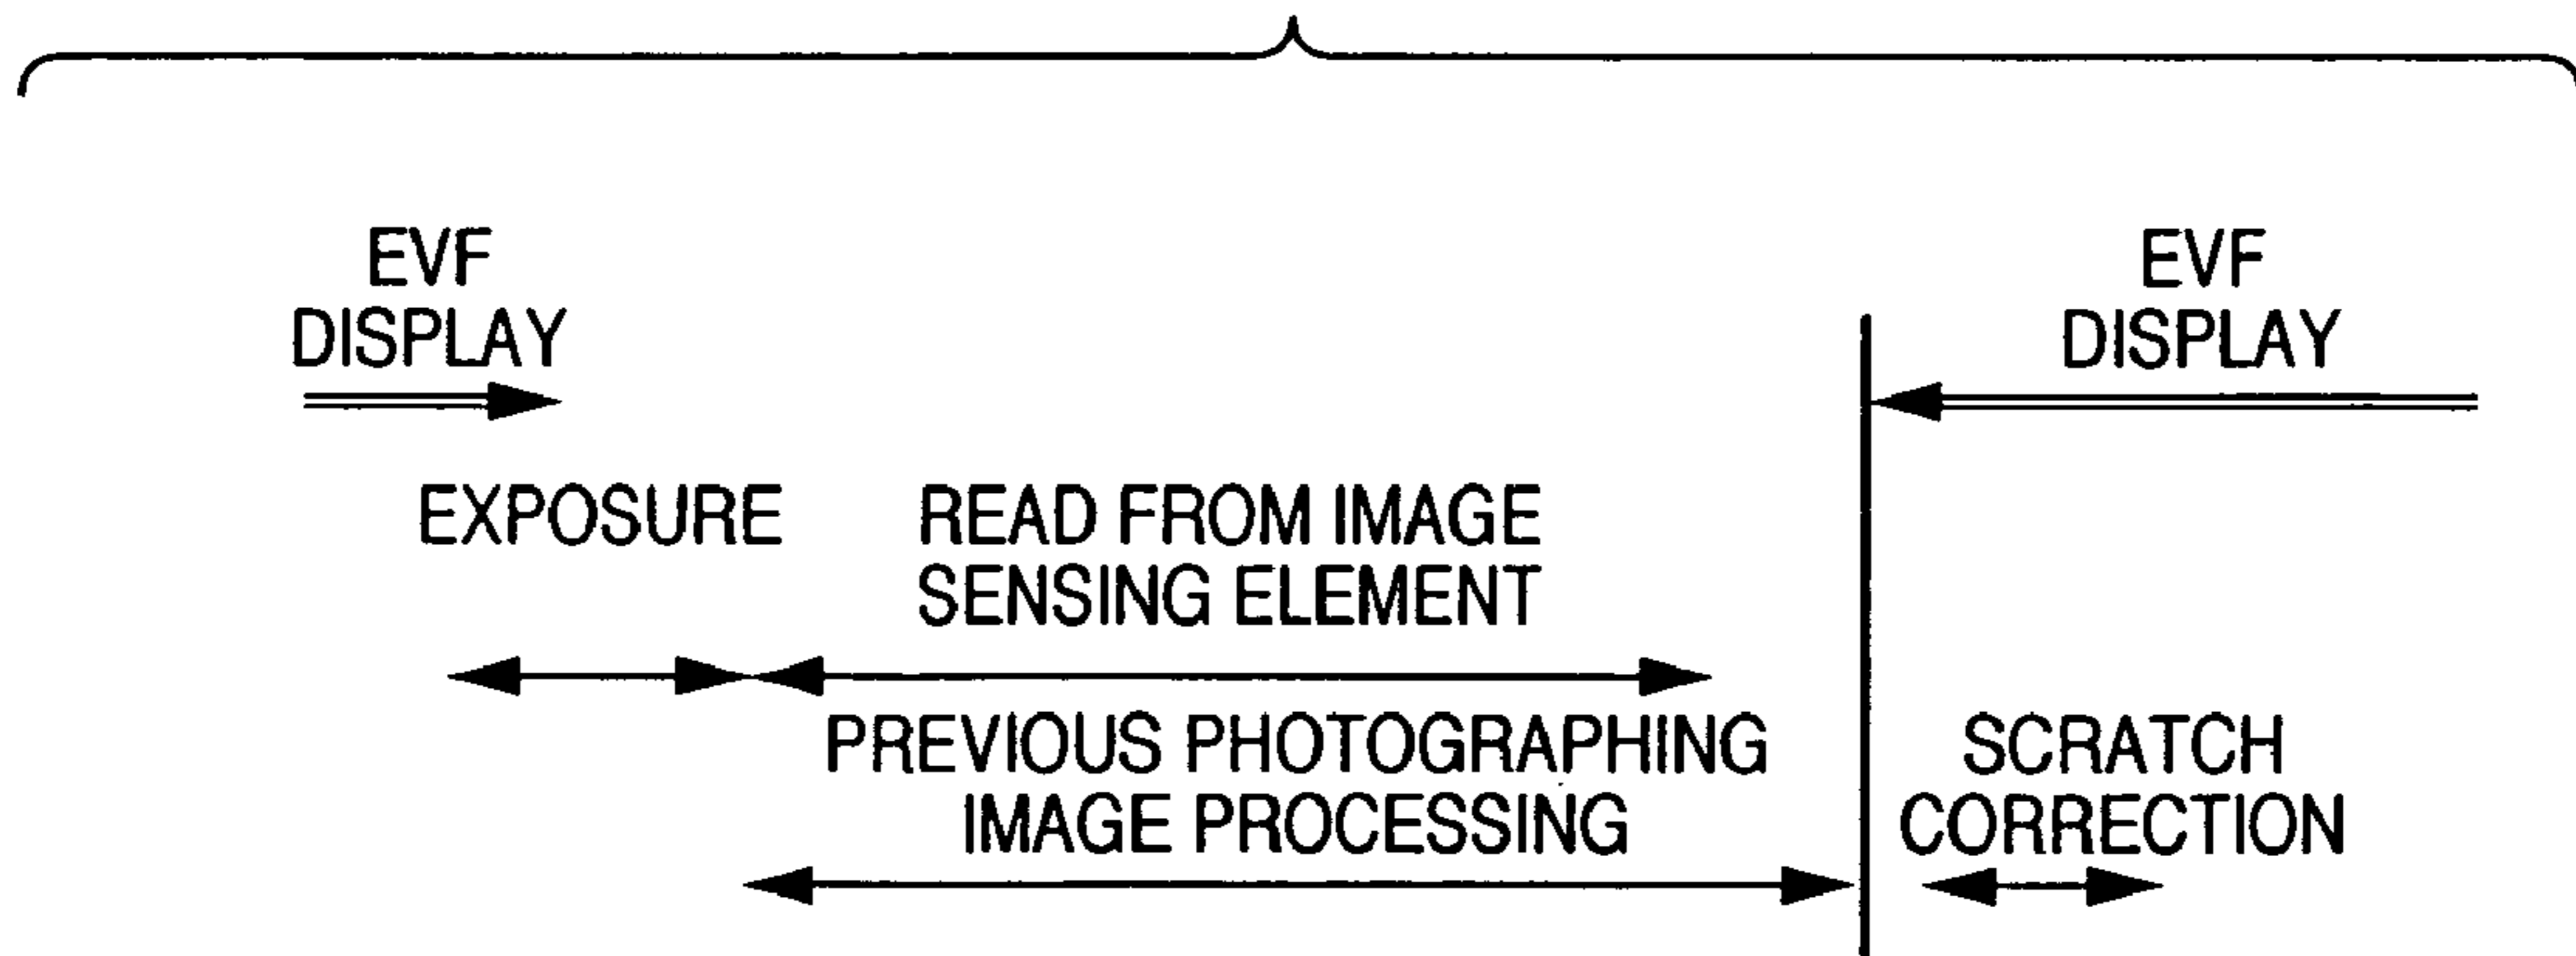 EVF
DISPLAY
EVF
DISPLAY
EXPOSURE
READ FROM IMAGE
SENSING ELEMENT
PREVIOUS PHOTOGRAPHING
IMAGE PROCESSING
SCRATCH
CORRECTION